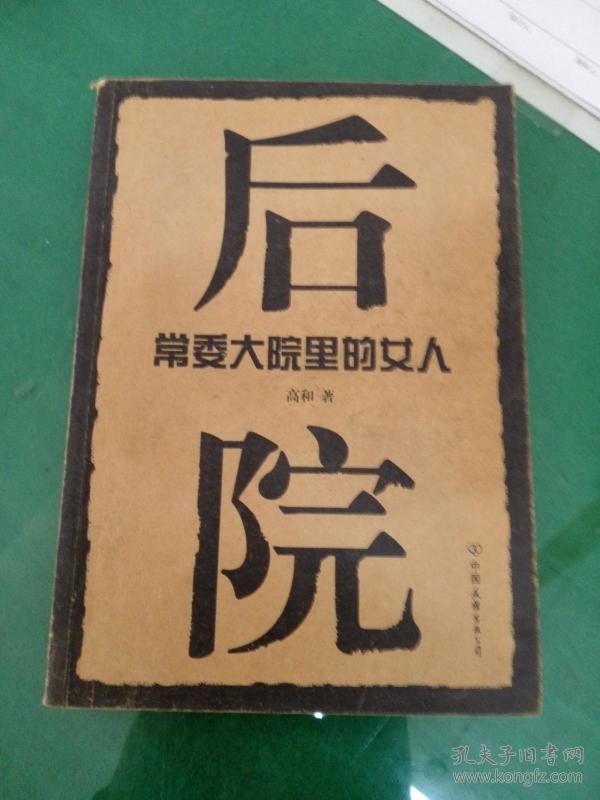 后
常委大院里的女人
高和 著
院
中国友谊出版公司
孔夫子旧书网
www.kongfz.com